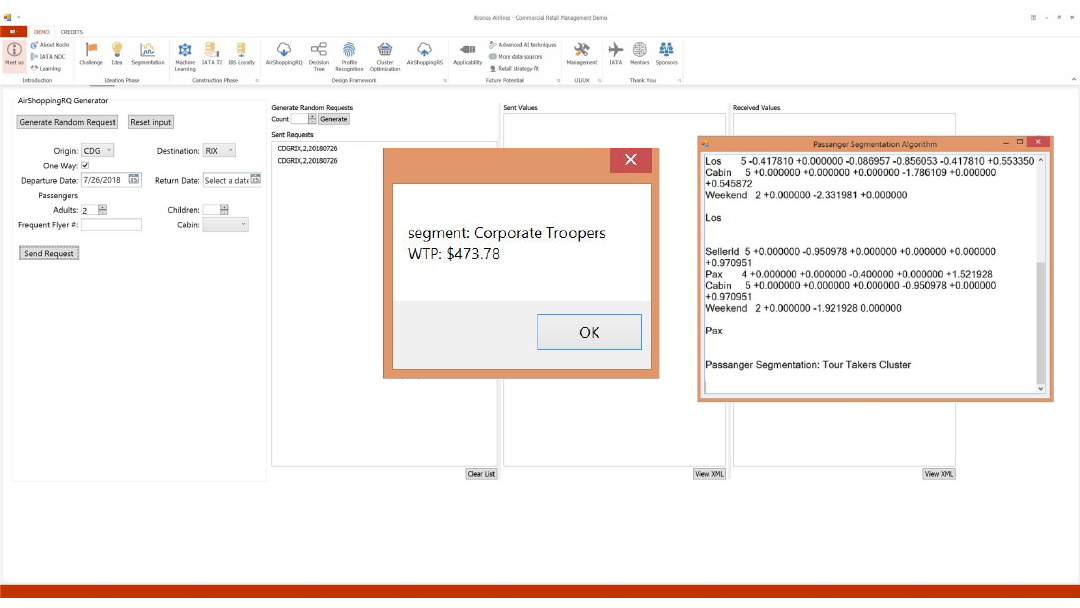 Kronos Airlines - Commercial Retail Management Demo
DEMO CREDITS
Meet us
About Kochi
IATA NDC
Learning
Introduction
Challenge
Idea
Segmentation
Ideation Phase
Machine Learning
IATA TI
IBS Loyalty
Construction Phase
AirShoppingRQ
Decision Tree
Profile Recognition
Cluster Optimization
AirShoppingRS
Design Framework
Applicability
Advanced AI techniques
More data sources
Retail strategy fit
Future Potential
Management
UI/UX
IATA
Mentors
Sponsors
Thank You
AirShoppingRQ Generator
Generate Random Request Reset input
Origin: CDG Destination: RIX
One Way:
Departure Date: 7/26/2018 15 Return Date: Select a date 15
Passengers
Adults: 2 Children:
Frequent Flyer #: Cabin:
Send Request
Generate Random Requests
Count Generate
Sent Requests
CDGRIX,2,20180726
CDGRIX,2,20180726
Clear List
Sent Values
View XML
Received Values
View XML
segment: Corporate Troopers
WTP: $473.78
OK
Passanger Segmentation Algorithm
Los 5 -0.417810 +0.000000 -0.086957 -0.856053 -0.417810 +0.553350
Cabin 5 +0.000000 +0.000000 +0.000000 -1.786109 +0.000000
+0.545872
Weekend 2 +0.000000 -2.331981 +0.000000
Los
SellerId 5 +0.000000 -0.950978 +0.000000 +0.000000 +0.000000
+0.970951
Pax 4 +0.000000 +0.000000 -0.400000 +0.000000 +1.521928
Cabin 5 +0.000000 +0.000000 +0.000000 -0.950978 +0.000000
+0.970951
Weekend 2 +0.000000 -1.921928 0.000000
Pax
Passanger Segmentation: Tour Takers Cluster